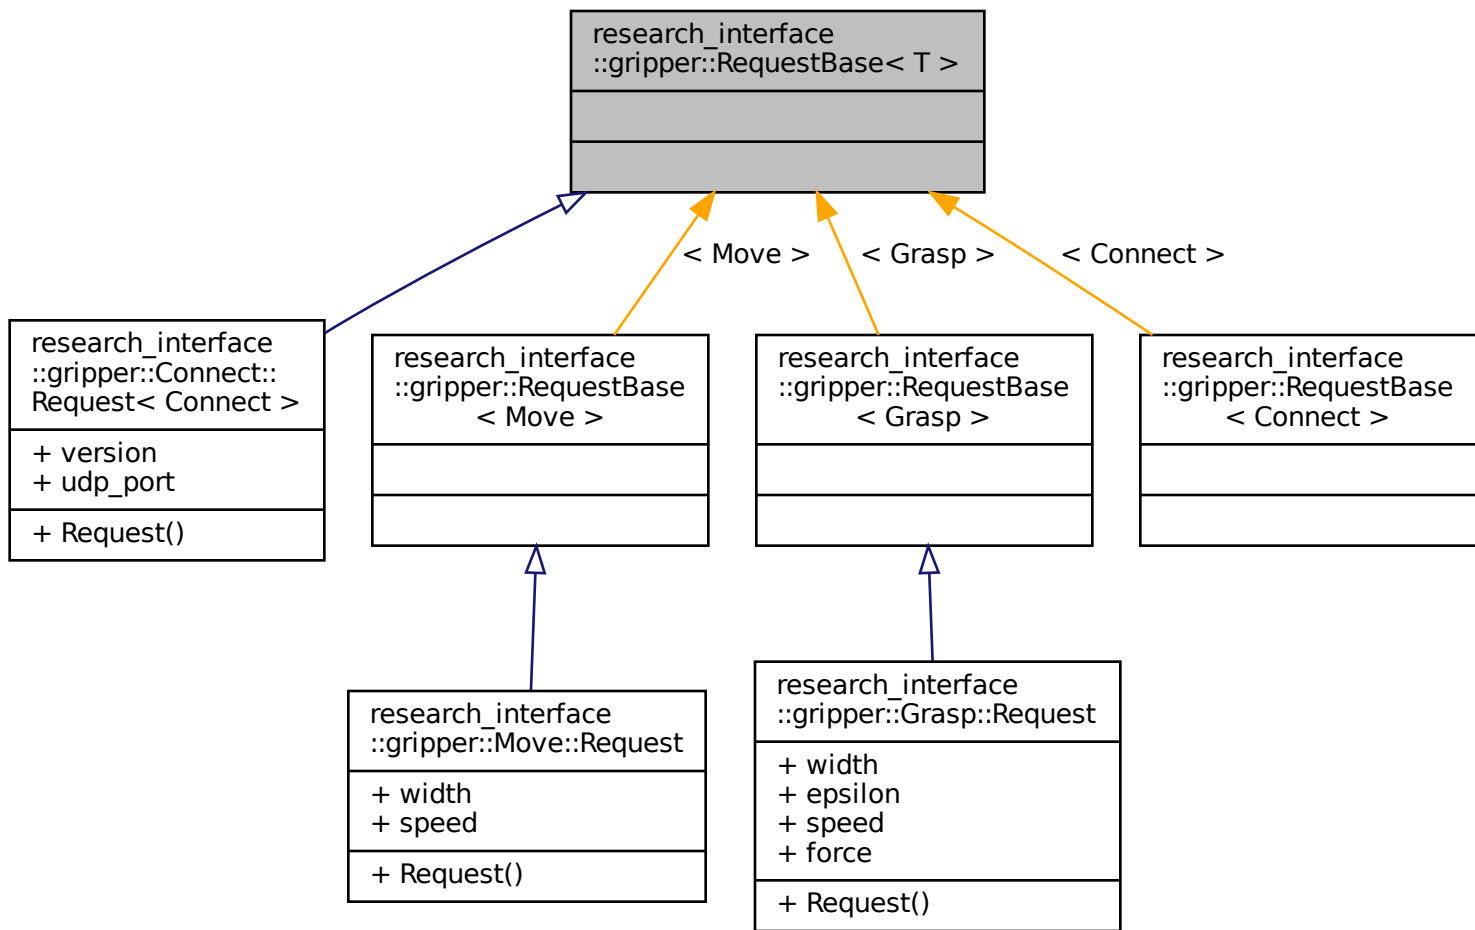 research_interface
::gripper::RequestBase< T >
< Move >
< Grasp >
< Connect >
research_interface
::gripper::Connect::
Request< Connect >
+ version
+ udp_port
+ Request()
research_interface
::gripper::RequestBase
< Move >
research_interface
::gripper::RequestBase
< Grasp >
research_interface
::gripper::RequestBase
< Connect >
research_interface
::gripper::Move::Request
+ width
+ speed
+ Request()
research_interface
::gripper::Grasp::Request
+ width
+ epsilon
+ speed
+ force
+ Request()